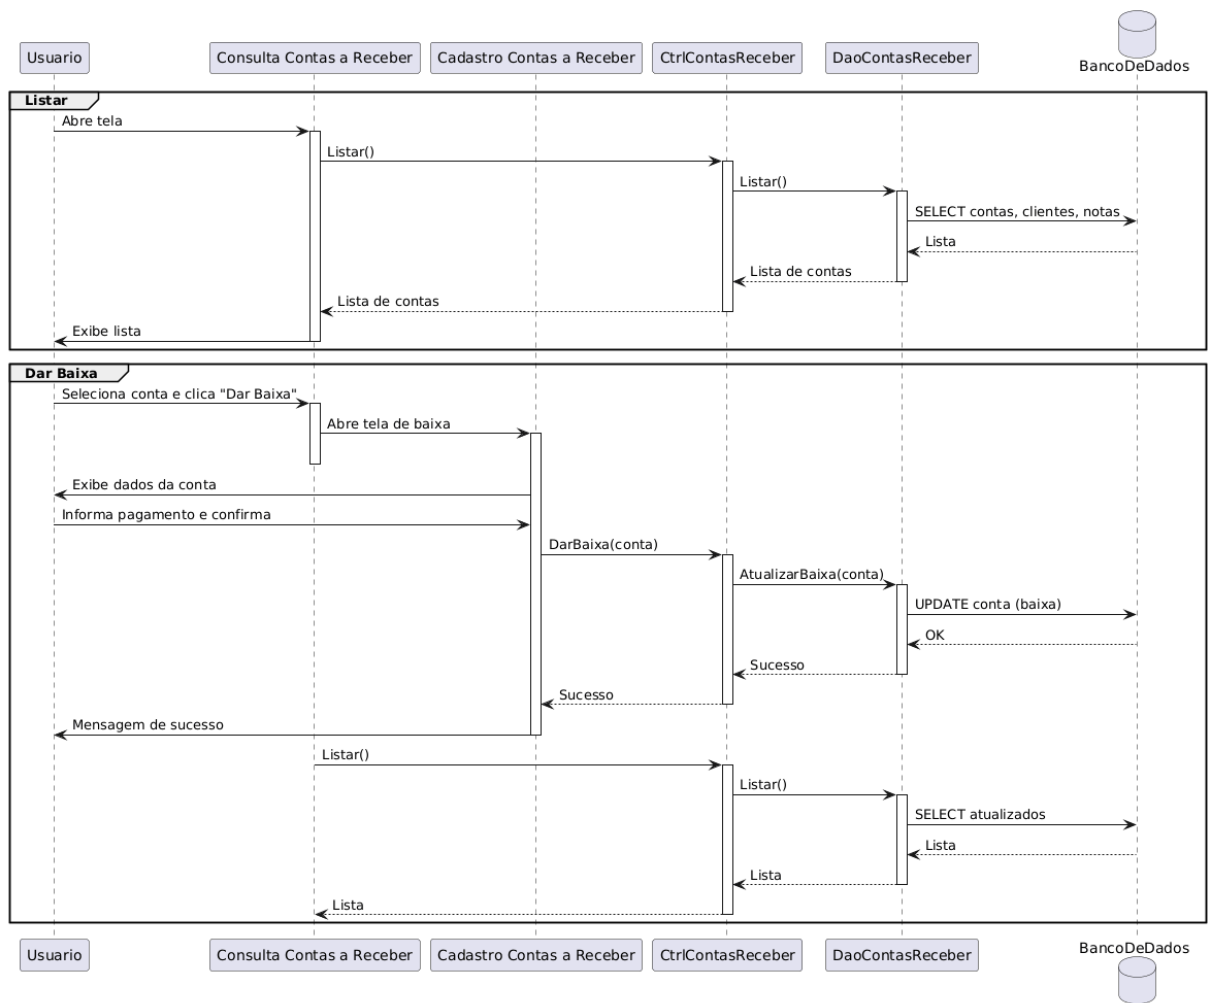 Usuario
Consulta Contas a Receber
Cadastro Contas a Receber
CtrlContasReceber
DaoContasReceber
BancoDeDados
Listar
Abre tela
Listar()
Listar()
SELECT contas, clientes, notas
Lista
Lista de contas
Lista de contas
Exibe lista
Dar Baixa
Seleciona conta e clica "Dar Baixa"
Abre tela de baixa
Exibe dados da conta
Informa pagamento e confirma
DarBaixa(conta)
AtualizarBaixa(conta)
UPDATE conta (baixa)
OK
Sucesso
Sucesso
Mensagem de sucesso
Listar()
Listar()
SELECT atualizados
Lista
Lista
Lista
Usuario
Consulta Contas a Receber
Cadastro Contas a Receber
CtrlContasReceber
DaoContasReceber
BancoDeDados